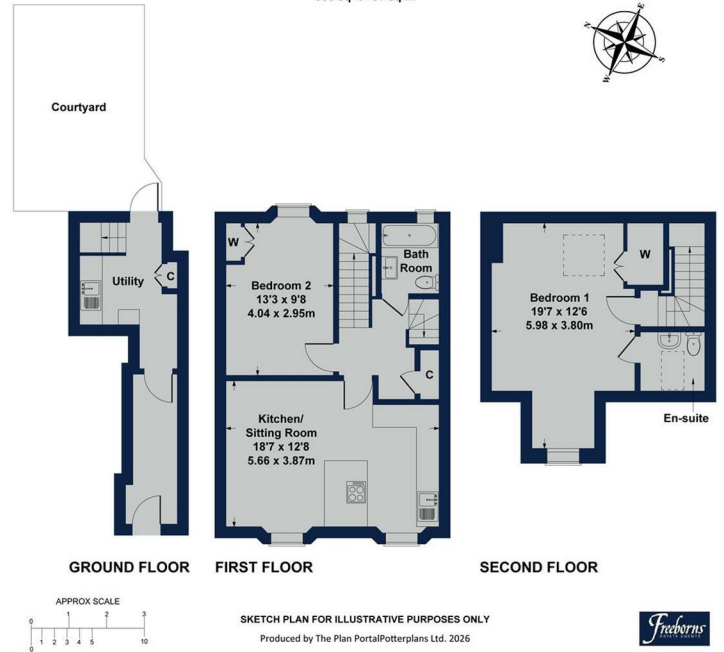 N
E
S
W
Courtyard
Utility
C
W
Bedroom 2
13'3 x 9'8
4.04 x 2.95m
Bath
Room
C
Kitchen/
Sitting Room
18'7 x 12'8
5.66 x 3.87m
Bedroom 1
19'7 x 12'6
5.98 x 3.80m
W
En-suite
GROUND FLOOR
FIRST FLOOR
SECOND FLOOR
APPROX SCALE
0 1 2 3
0 1 2 3 4 5 10
SKETCH PLAN FOR ILLUSTRATIVE PURPOSES ONLY
Produced by The Plan PortalPotterplans Ltd. 2026
Freeborns
ESTATE AGENTS